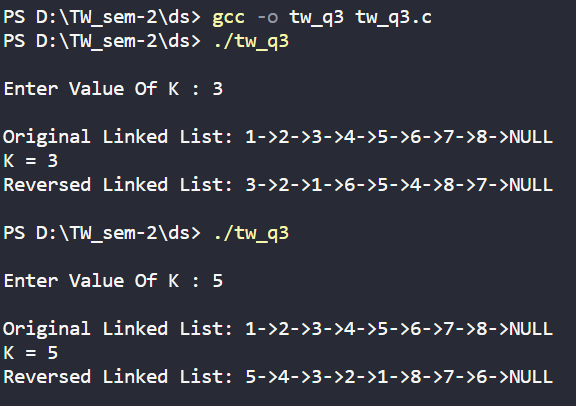 PS D:\TW_sem-2\ds> gcc -o tw_q3 tw_q3.c
PS D:\TW_sem-2\ds> ./tw_q3
Enter Value Of K : 3
Original Linked List: 1->2->3->4->5->6->7->8->NULL
K = 3
Reversed Linked List: 3->2->1->6->5->4->8->7->NULL
PS D:\TW_sem-2\ds> ./tw_q3
Enter Value Of K : 5
Original Linked List: 1->2->3->4->5->6->7->8->NULL
K = 5
Reversed Linked List: 5->4->3->2->1->8->7->6->NULL